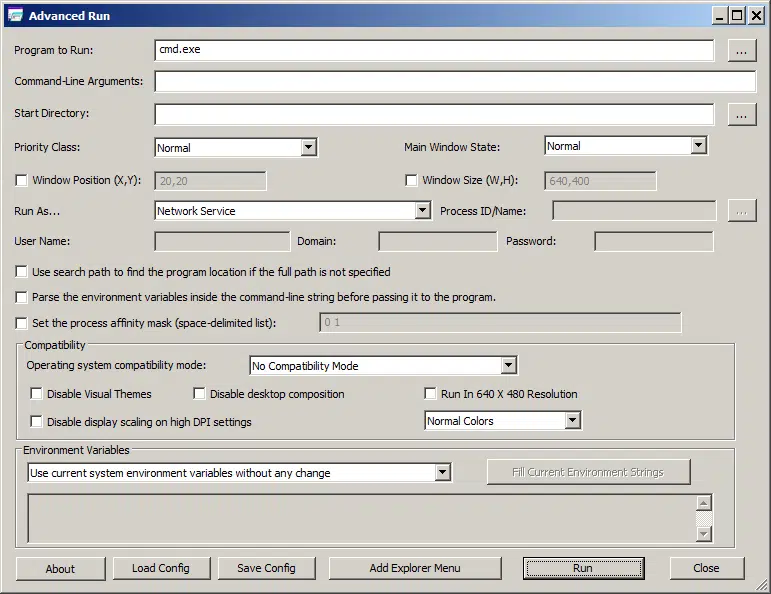 Advanced Run
Program to Run: cmd.exe ...
Command-Line Arguments:
Start Directory: ...
Priority Class: Normal Main Window State: Normal
Window Position (X,Y): 20,20 Window Size (W,H): 640,400
Run As... Network Service Process ID/Name: ...
User Name: Domain: Password:
Use search path to find the program location if the full path is not specified
Parse the environment variables inside the command-line string before passing it to the program.
Set the process affinity mask (space-delimited list): 0 1
Compatibility
Operating system compatibility mode: No Compatibility Mode
Disable Visual Themes Disable desktop composition Run In 640 X 480 Resolution
Disable display scaling on high DPI settings Normal Colors
Environment Variables
Use current system environment variables without any change Fill Current Environment Strings
About Load Config Save Config Add Explorer Menu Run Close